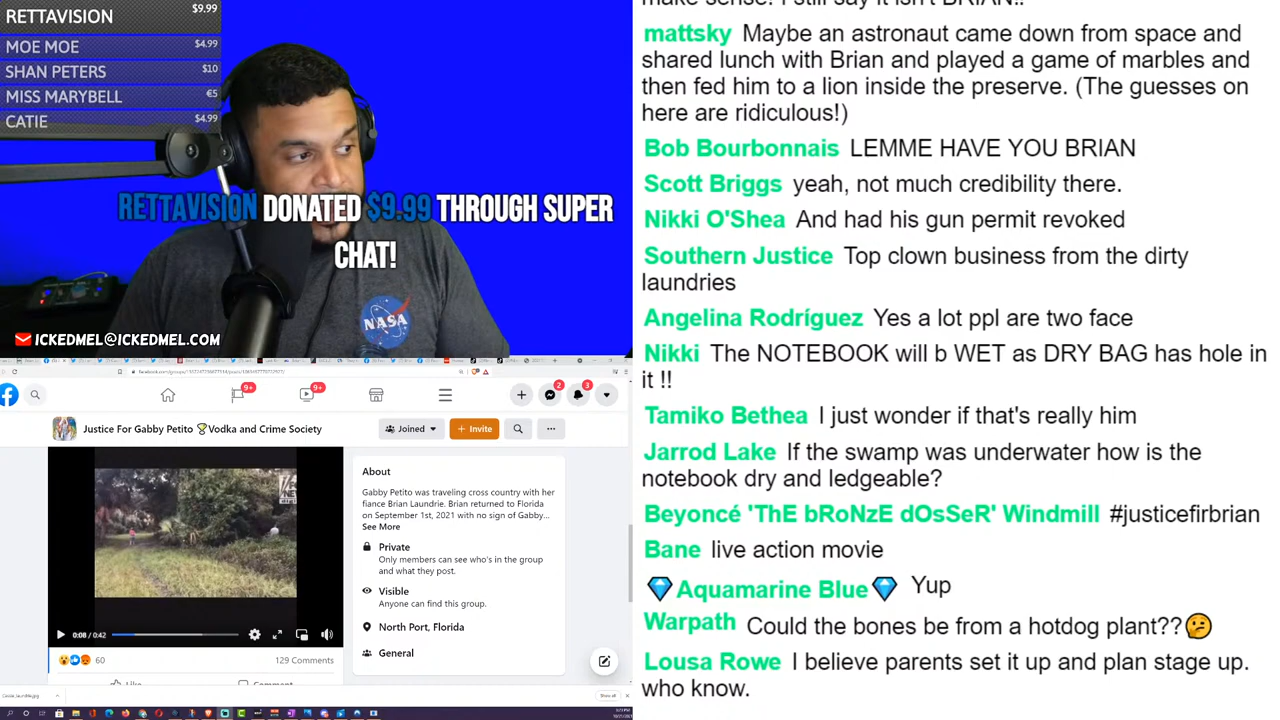 RETTAVISION $9.99
MOE MOE $4.99
SHAN PETERS $10
MISS MARYBELL €5
CATIE $4.99
RETTAVISION DONATED $9.99 THROUGH SUPER
CHAT!
NASA
ICKEDMEL@ICKEDMEL.COM
9+
9+
2
3
Justice For Gabby Petito 🏆Vodka and Crime Society
Joined
+ Invite
0:08 / 0:42
60
129 Comments
Like
Comment
About
Gabby Petito was traveling cross country with her
fiance Brian Laundrie. Brian returned to Florida
on September 1st, 2021 with no sign of Gabby...
See More
Private
Only members can see who's in the group
and what they post.
Visible
Anyone can find this group.
North Port, Florida
General
Show all
make sense! I still say it isn't BRIAN!!
mattsky Maybe an astronaut came down from space and
shared lunch with Brian and played a game of marbles and
then fed him to a lion inside the preserve. (The guesses on
here are ridiculous!)
Bob Bourbonnais LEMME HAVE YOU BRIAN
Scott Briggs yeah, not much credibility there.
Nikki O'Shea And had his gun permit revoked
Southern Justice Top clown business from the dirty
laundries
Angelina Rodríguez Yes a lot ppl are two face
Nikki The NOTEBOOK will b WET as DRY BAG has hole in
it !!
Tamiko Bethea I just wonder if that's really him
Jarrod Lake If the swamp was underwater how is the
notebook dry and ledgeable?
Beyoncé 'ThE bRoNzE dOsSeR' Windmill #justicefirbrian
Bane live action movie
💎Aquamarine Blue💎 Yup
Warpath Could the bones be from a hotdog plant??🤔
Lousa Rowe I believe parents set it up and plan stage up.
who know.